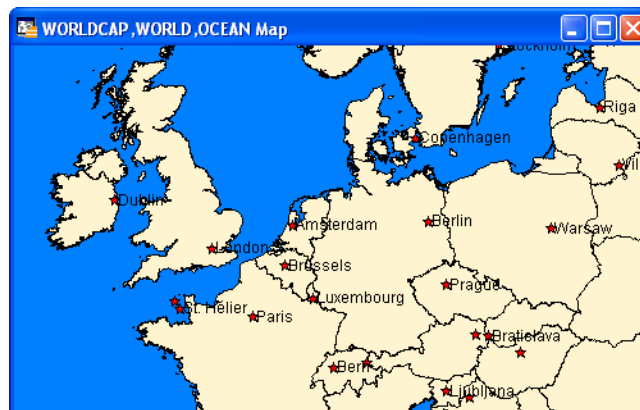 WORLDCAP,WORLD,OCEAN Map
Riga
Copenhagen
Dublin
Amsterdam
Berlin
Warsaw
London
Brussels
Prague
Luxembourg
St. Helier
Paris
Bratislava
Bern
Ljubljana